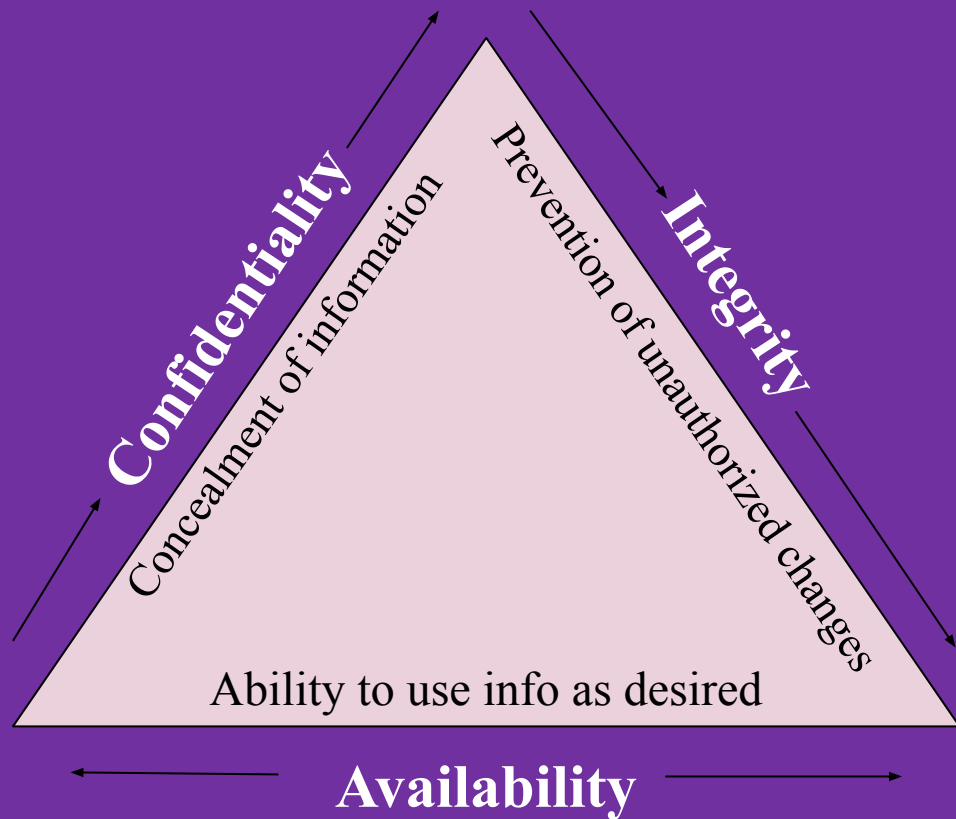 Confidentiality
Concealment of information
Integrity
Prevention of unauthorized changes
Ability to use info as desired
Availability